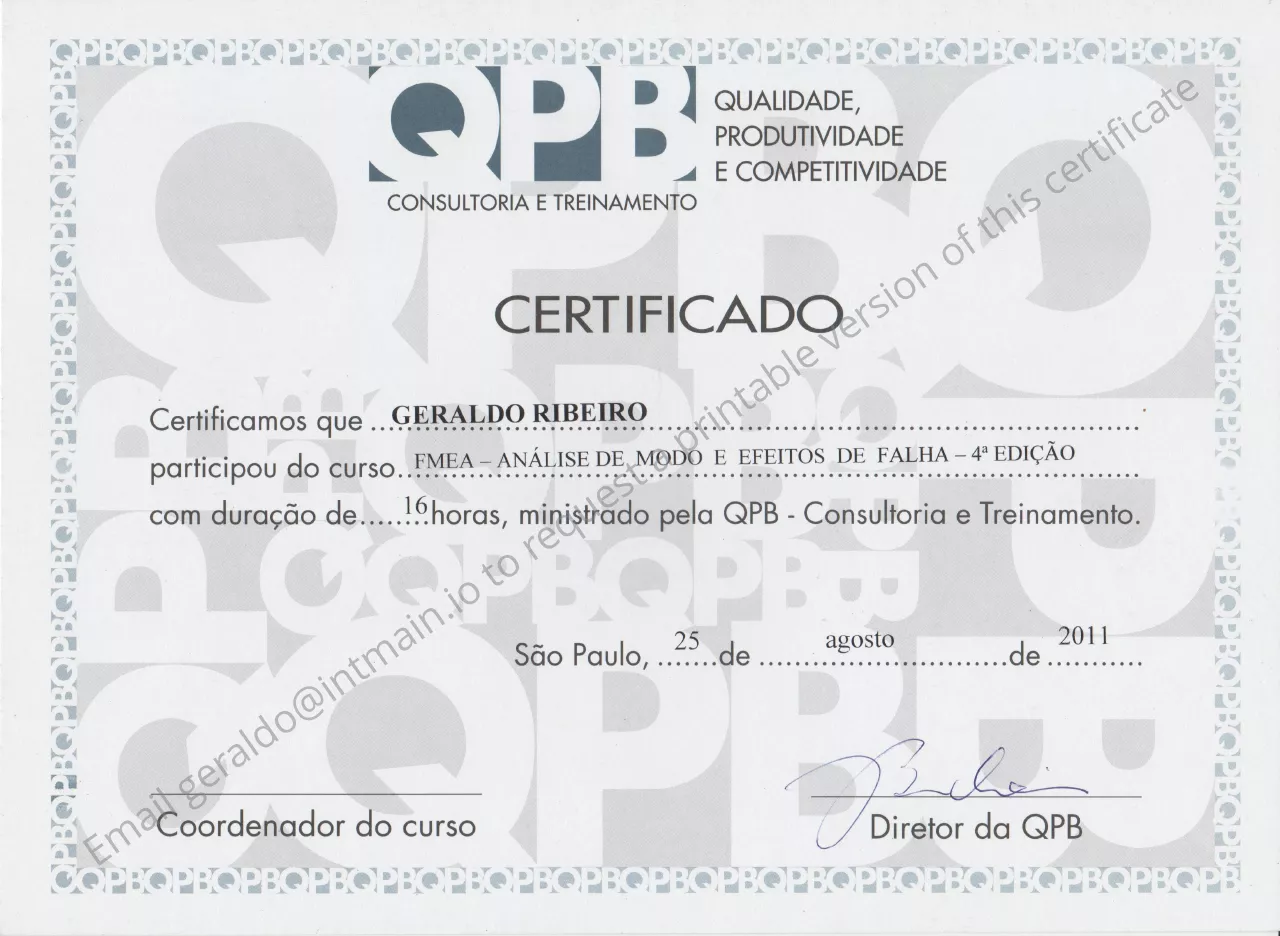 QPB
QUALIDADE,
PRODUTIVIDADE
E COMPETITIVIDADE
CONSULTORIA E TREINAMENTO
CERTIFICADO
Certificamos que ... GERALDO RIBEIRO
participou do curso.. FMEA – ANÁLISE DE MODO E EFEITOS DE FALHA – 4ª EDIÇÃO
com duração de...... 16 horas, ministrado pela QPB - Consultoria e Treinamento.
São Paulo, 25 de agosto de 2011
Coordenador do curso
Diretor da QPB
Email geraldo@intmain.io to request a printable version of this certificate